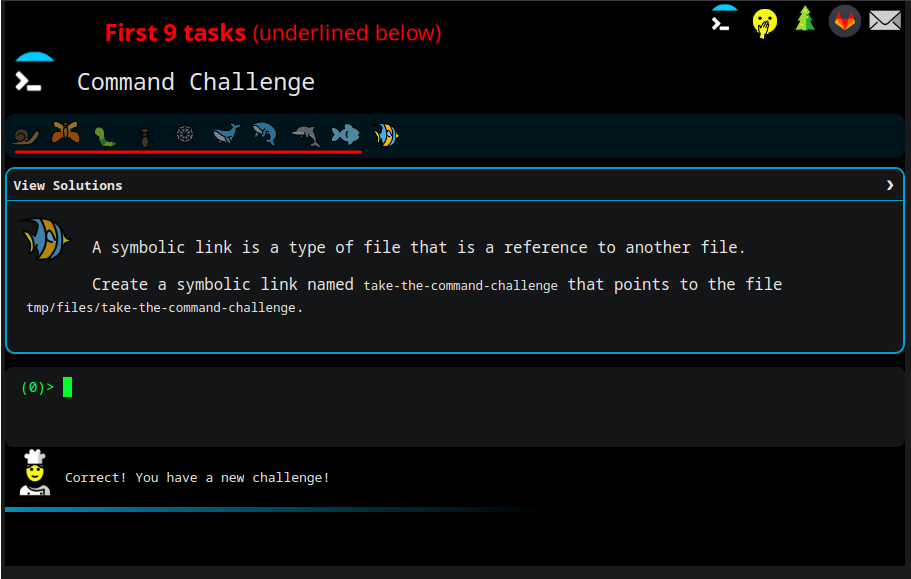 First 9 tasks (underlined below)
Command Challenge
View Solutions
A symbolic link is a type of file that is a reference to another file.
Create a symbolic link named take-the-command-challenge that points to the file
tmp/files/take-the-command-challenge.
(0)>
Correct! You have a new challenge!